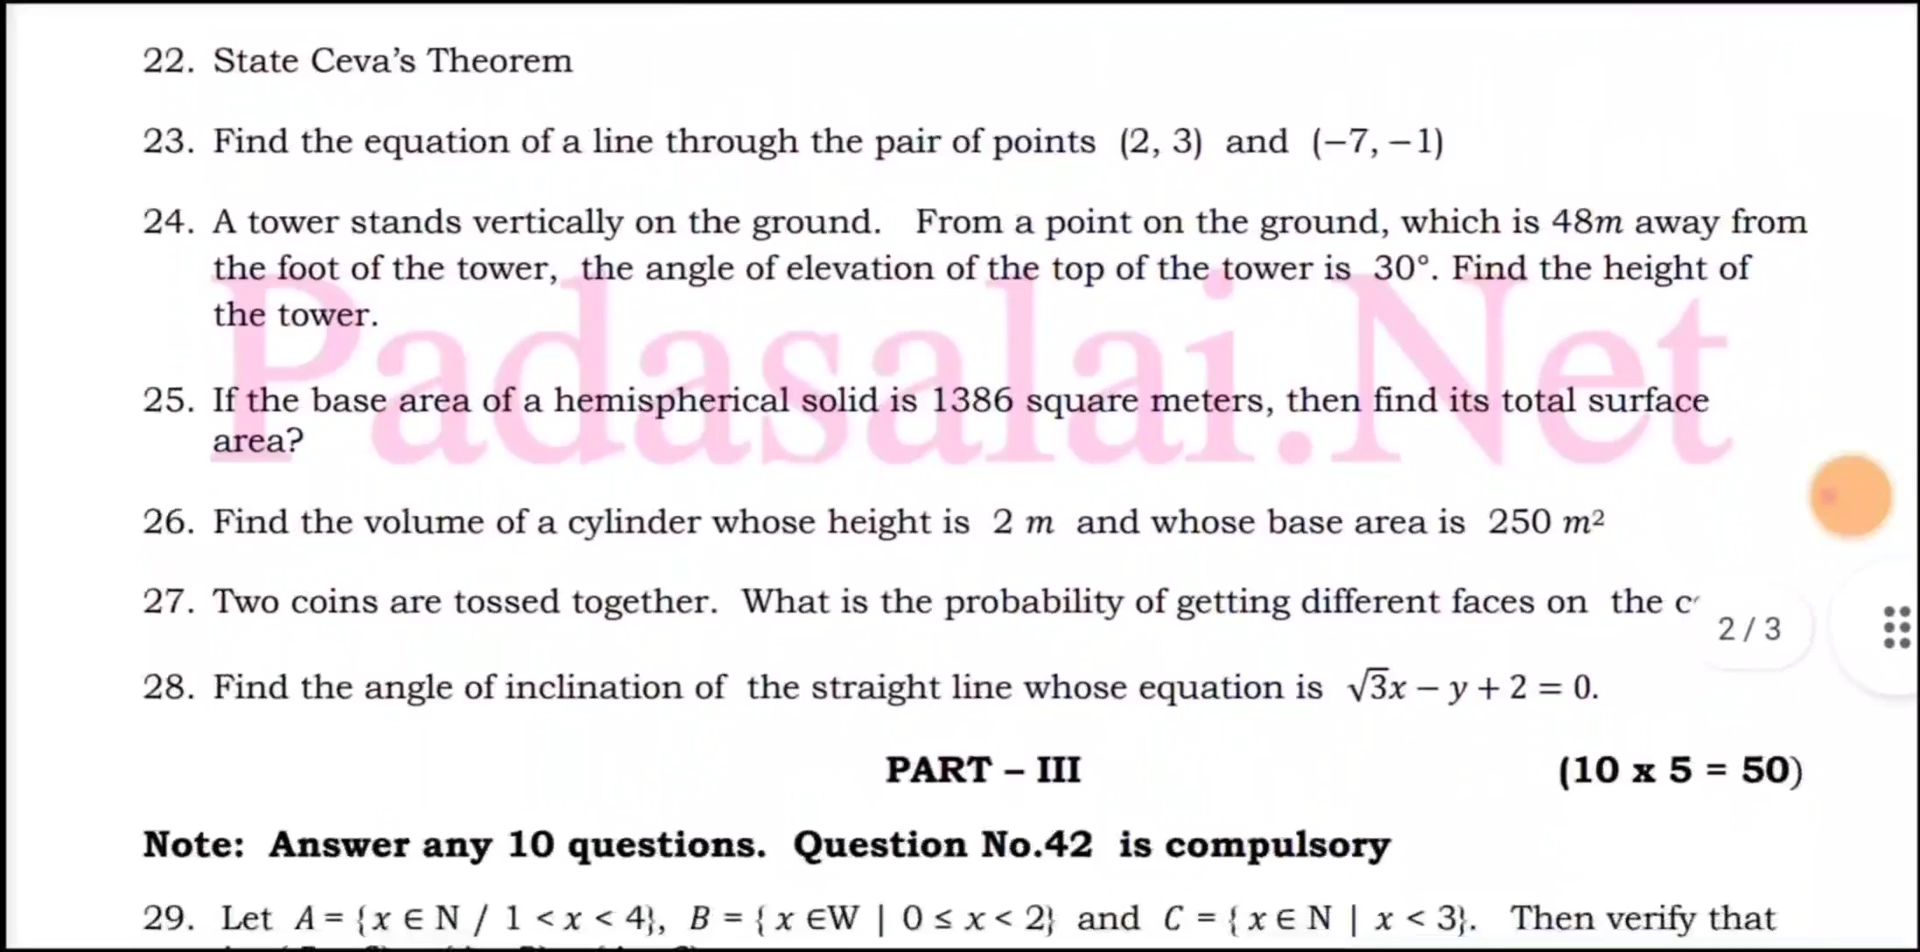 22. State Ceva’s Theorem
23. Find the equation of a line through the pair of points (2, 3) and (−7, −1)
24. A tower stands vertically on the ground. From a point on the ground, which is 48m away from
the foot of the tower, the angle of elevation of the top of the tower is 30°. Find the height of
the tower.
Padasalai.Net
25. If the base area of a hemispherical solid is 1386 square meters, then find its total surface
area?
26. Find the volume of a cylinder whose height is 2 m and whose base area is 250 m²
27. Two coins are tossed together. What is the probability of getting different faces on the
2 / 3
28. Find the angle of inclination of the straight line whose equation is √3x − y + 2 = 0.
PART – III (10 x 5 = 50)
Note: Answer any 10 questions. Question No.42 is compulsory
29. Let A = {x ∈ N / 1 < x < 4}, B = { x ∈W | 0 ≤ x < 2} and C = { x ∈ N | x < 3}. Then verify that